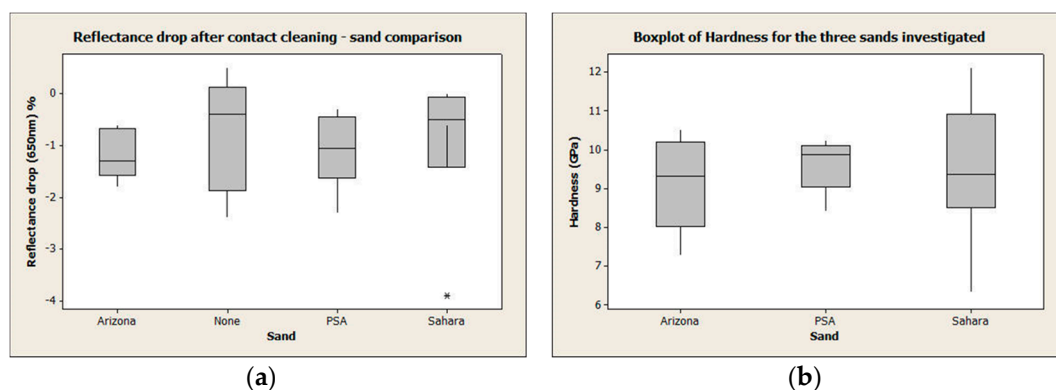 Reflectance drop after contact cleaning - sand comparison
Reflectance drop (650nm) %
0
-1
-2
-3
-4
Arizona
None
PSA
Sahara
Sand
(a)
Boxplot of Hardness for the three sands investigated
Hardness (GPa)
12
11
10
9
8
7
6
Arizona
PSA
Sahara
Sand
(b)